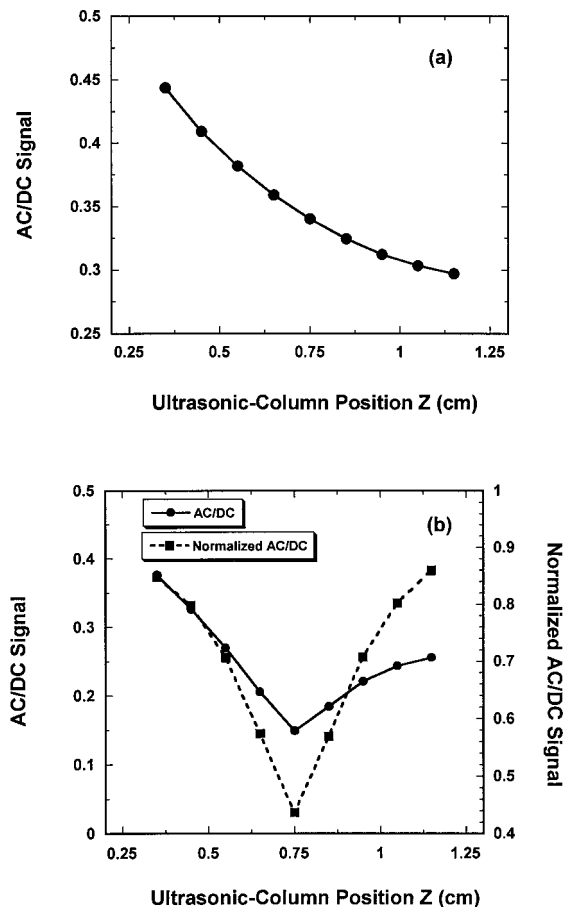 0.5
(a)
0.45
0.4
0.35
0.3
0.25
0.25 0.5 0.75 1 1.25
AC/DC Signal
Ultrasonic-Column Position Z (cm)
0.5 1
AC/DC
(b)
Normalized AC/DC
0.4 0.9
0.3 0.8
0.2 0.7
0.1 0.6
0 0.5
0.4
0.25 0.5 0.75 1 1.25
AC/DC Signal
Normalized AC/DC Signal
Ultrasonic-Column Position Z (cm)